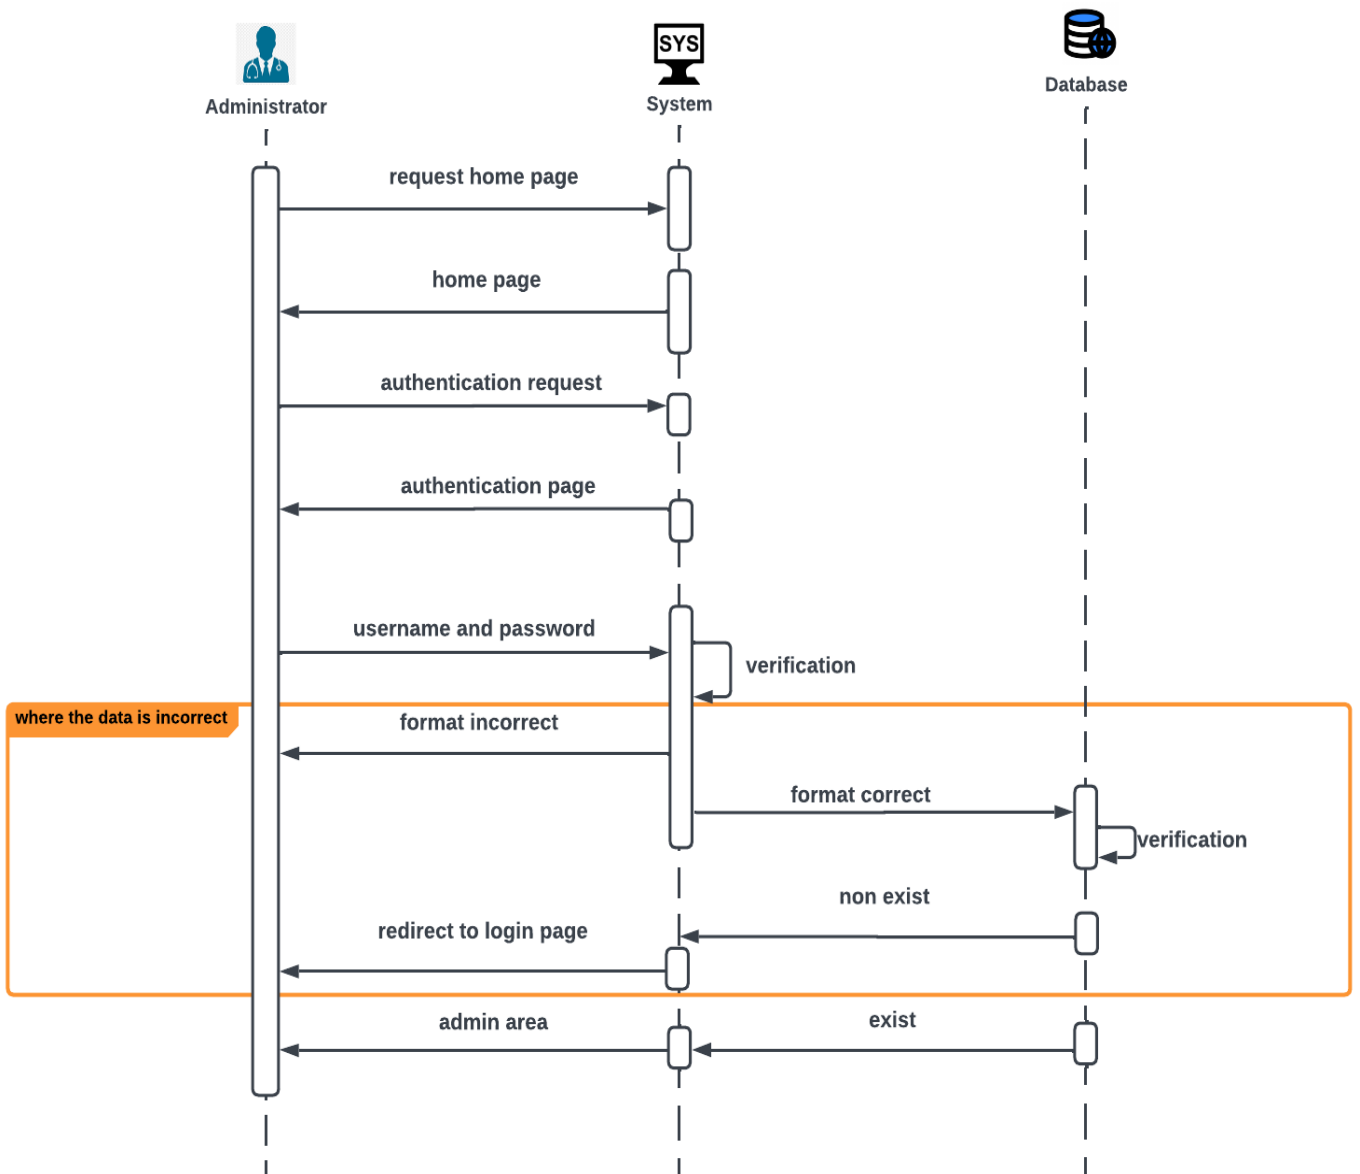 SYS
Administrator
System
Database
request home page
home page
authentication request
authentication page
username and password
verification
where the data is incorrect
format incorrect
format correct
verification
non exist
redirect to login page
admin area
exist